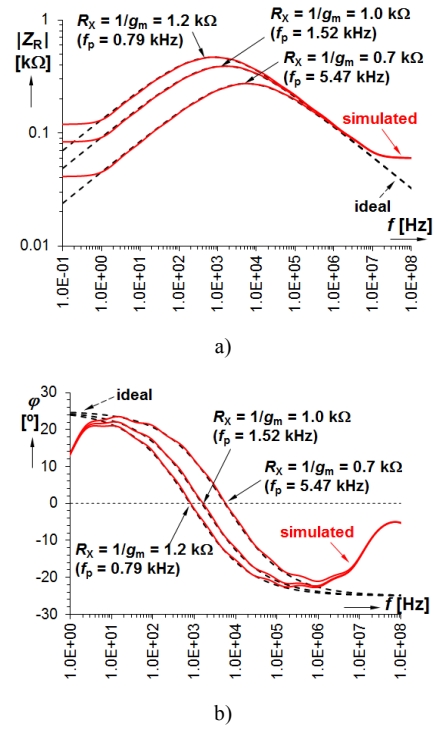 |Z_R|
[kΩ]
1
0.1
0.01
R_X = 1/g_m = 1.2 kΩ
(f_p = 0.79 kHz)
R_X = 1/g_m = 1.0 kΩ
(f_p = 1.52 kHz)
R_X = 1/g_m = 0.7 kΩ
(f_p = 5.47 kHz)
simulated
ideal
f [Hz]
1.0E-01
1.0E+00
1.0E+01
1.0E+02
1.0E+03
1.0E+04
1.0E+05
1.0E+06
1.0E+07
1.0E+08
a)
φ
[°]
30
20
10
0
-10
-20
-30
ideal
R_X = 1/g_m = 1.0 kΩ
(f_p = 1.52 kHz)
R_X = 1/g_m = 0.7 kΩ
(f_p = 5.47 kHz)
simulated
R_X = 1/g_m = 1.2 kΩ
(f_p = 0.79 kHz)
f [Hz]
1.0E+00
1.0E+01
1.0E+02
1.0E+03
1.0E+04
1.0E+05
1.0E+06
1.0E+07
1.0E+08
b)